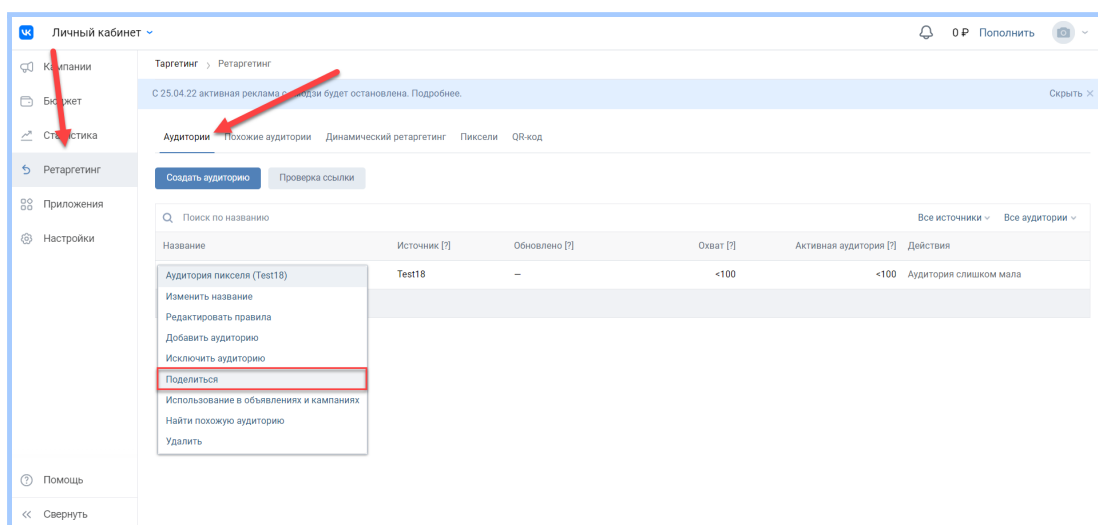 Личный кабинет
0 ₽ Пополнить
Кампании
Бюджет
Статистика
Ретаргетинг
Приложения
Настройки
Помощь
Свернуть
Таргетинг › Ретаргетинг
С 25.04.22 активная реклама будет остановлена. Подробнее. Скрыть ×
Аудитории Похожие аудитории Динамический ретаргетинг Пиксели QR-код
Создать аудиторию Проверка ссылки
Поиск по названию Все источники Все аудитории
Название Источник [?] Обновлено [?] Охват [?] Активная аудитория [?] Действия
Аудитория пикселя (Test18) Test18 – <100 <100 Аудитория слишком мала
Изменить название
Редактировать правила
Добавить аудиторию
Исключить аудиторию
Поделиться
Использование в объявлениях и кампаниях
Найти похожую аудиторию
Удалить